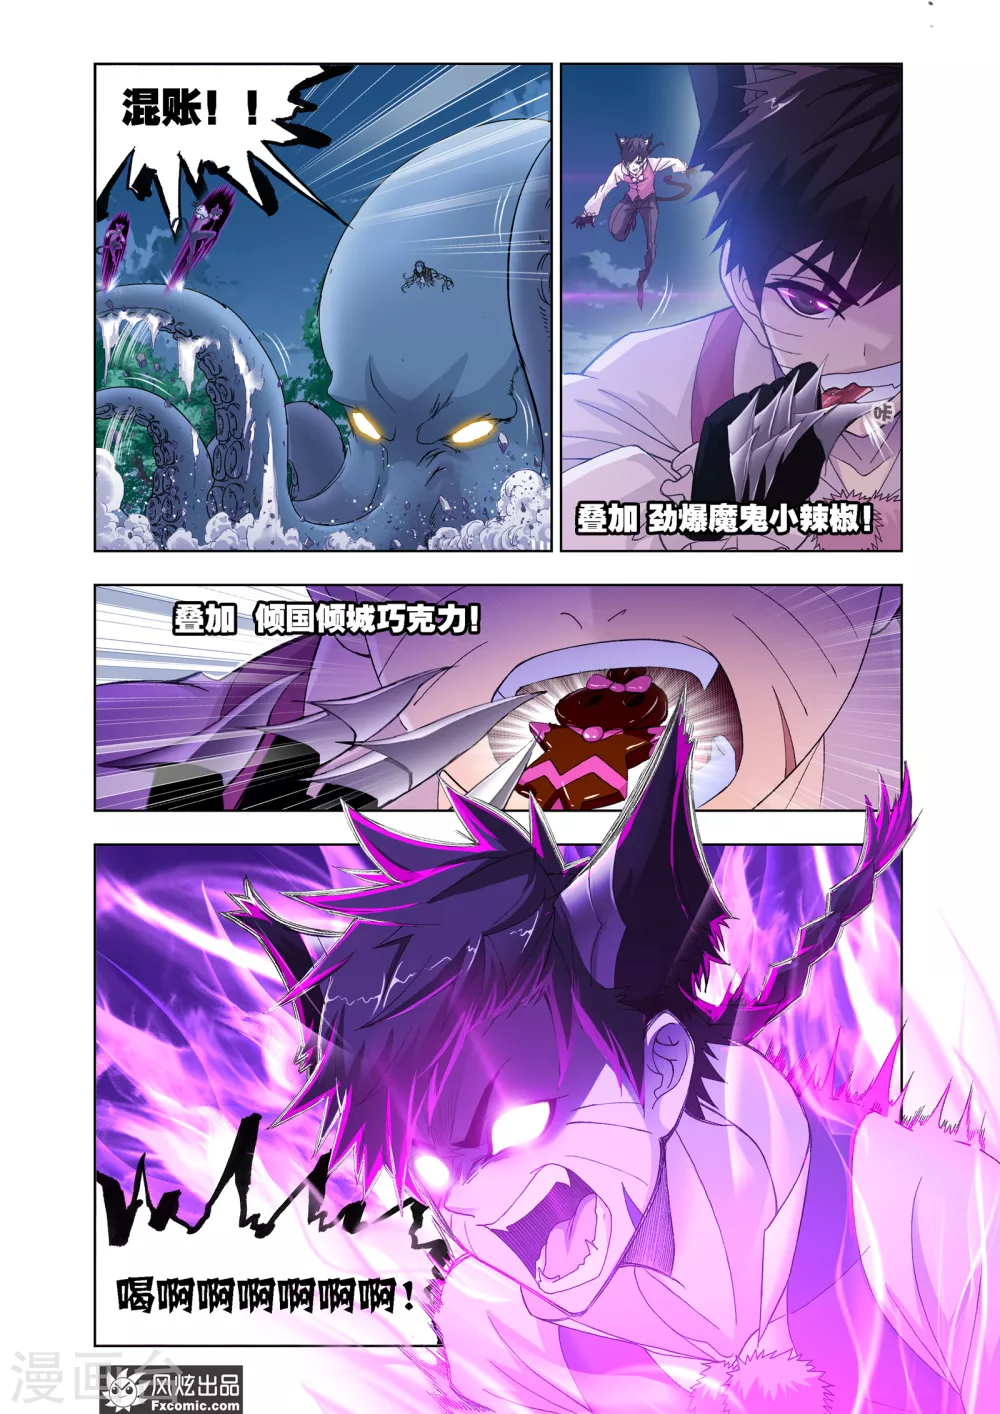 混账！！
咔
叠加 劲爆魔鬼小辣椒！
叠加 倾国倾城巧克力！
喝啊啊啊啊啊啊！
漫画台
风炫出品
Fxcomic.com